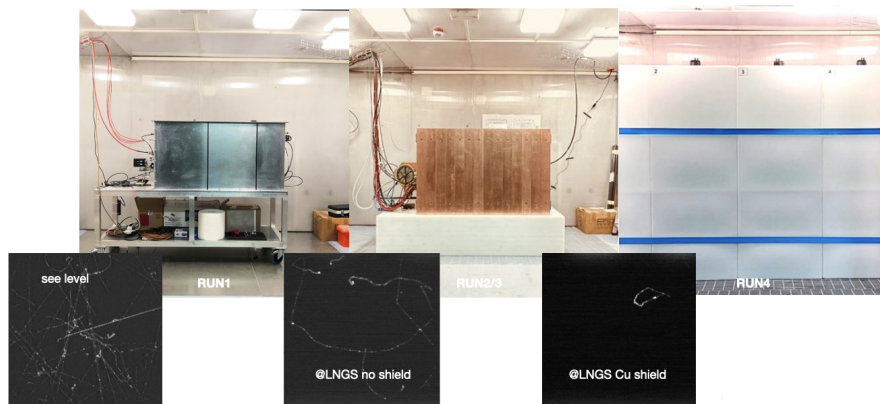 2
3
4
see level
RUN1
RUN2/3
RUN4
@LNGS no shield
@LNGS Cu shield